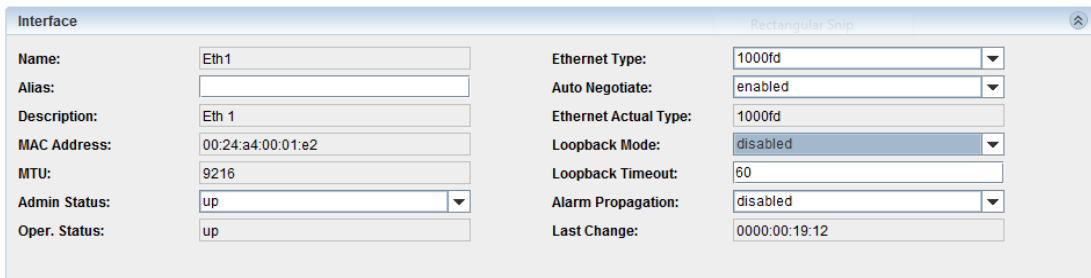 Interface
Rectangular Snip
Name: Eth1 Ethernet Type: 1000fd
Alias: Auto Negotiate: enabled
Description: Eth 1 Ethernet Actual Type: 1000fd
MAC Address: 00:24:a4:00:01:e2 Loopback Mode: disabled
MTU: 9216 Loopback Timeout: 60
Admin Status: up Alarm Propagation: disabled
Oper. Status: up Last Change: 0000:00:19:12